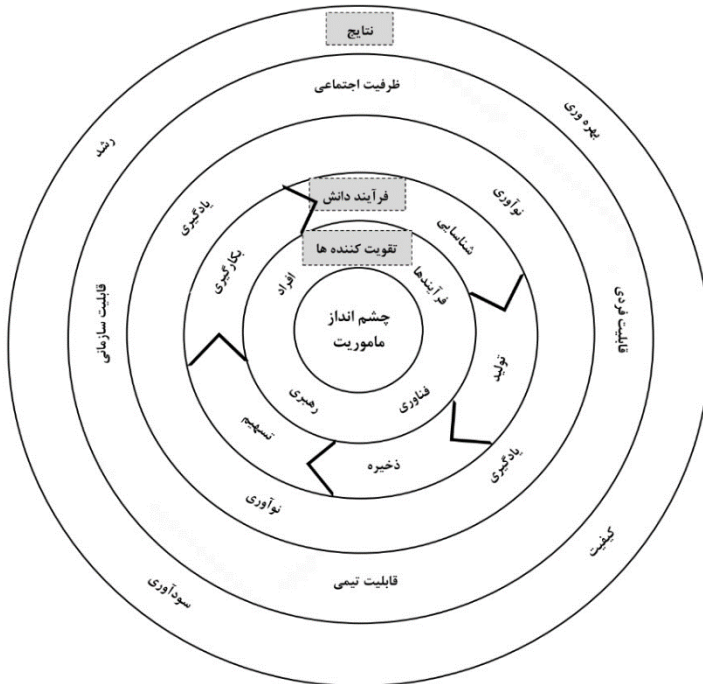 نتایج
ظرفیت اجتماعی
بهره وری
رشد
نوآوری
یادگیری
فرآیند دانش
شناسایی
تقویت کننده ها
بکارگیری
افراد
فرآیندها
چشم انداز
ماموریت
قابلیت سازمانی
قابلیت فردی
تولید
رهبری
فناوری
تسهیم
ذخیره
یادگیری
نوآوری
کیفیت
قابلیت تیمی
سودآوری